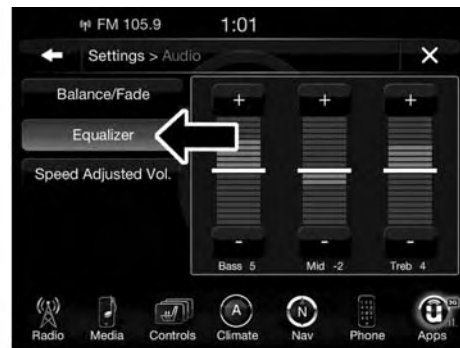 FM 105.9 1:01
Settings > Audio
Balance/Fade
Equalizer
Speed Adjusted Vol.
+ + +
- - -
Bass 5 Mid -2 Treb 4
A N 3G
Radio Media Controls Climate Nav Phone Apps